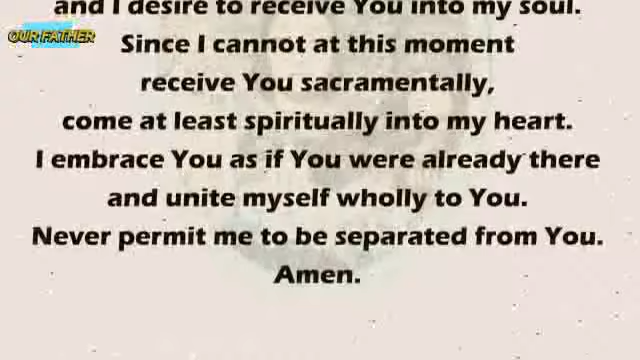 and I desire to receive You into my soul.
OUR FATHER
Since I cannot at this moment
receive You sacramentally,
come at least spiritually into my heart.
I embrace You as if You were already there
and unite myself wholly to You.
Never permit me to be separated from You.
Amen.